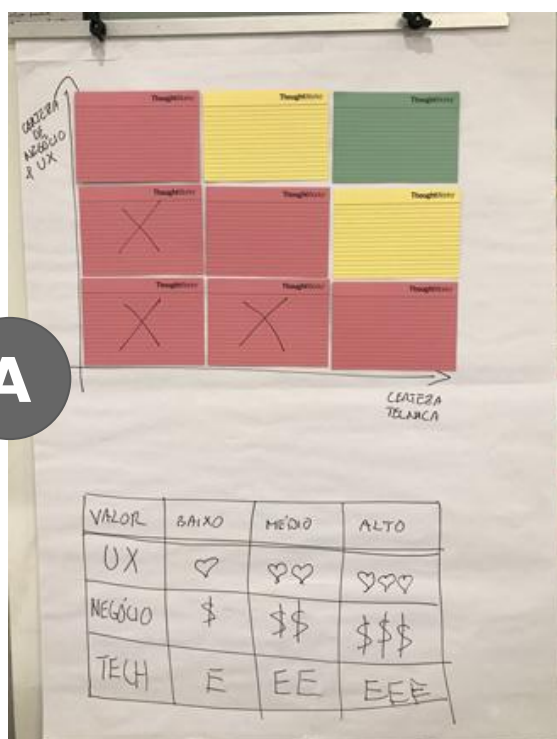 ThoughtWorks ThoughtWorks ThoughtWorks
CERTEZA
DE
NEGÓCIO
& UX
ThoughtWorks ThoughtWorks ThoughtWorks
X
ThoughtWorks ThoughtWorks ThoughtWorks
X X
A
CERTEZA
TÉCNICA
VALOR BAIXO MÉDIO ALTO
UX ♡ ♡♡ ♡♡♡
NEGÓCIO $ $$ $$$
TECH E EE EEE